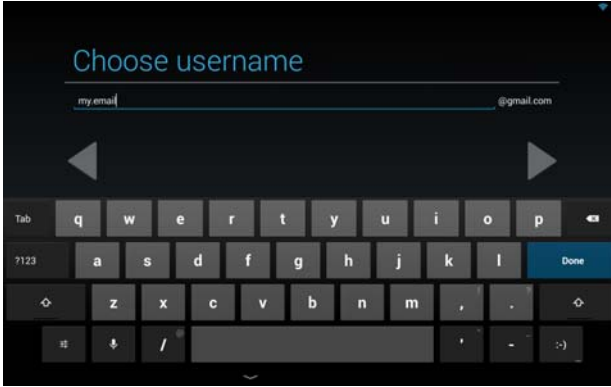 Choose username
my.email @gmail.com
Tab q w e r t y u i o p
?123 a s d f g h j k l Done
z x c v b n m , ! . ?
/ @ ' " - _ :-)